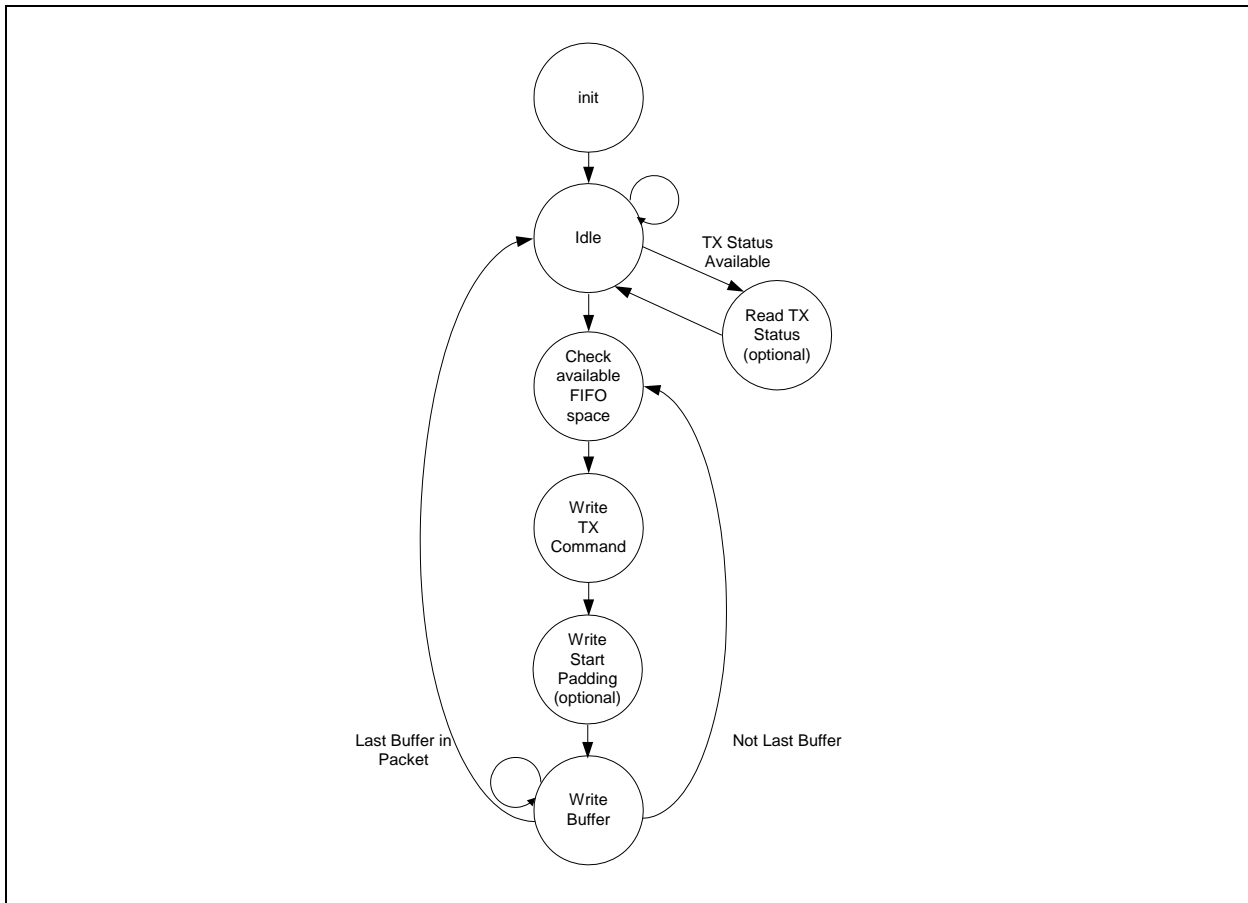 init
Idle
TX Status
Available
Read TX
Status
(optional)
Check
available
FIFO
space
Write
TX
Command
Write
Start
Padding
(optional)
Last Buffer in
Packet
Not Last Buffer
Write
Buffer